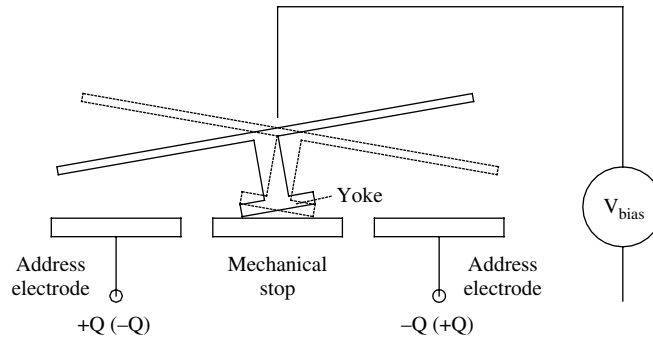 Yoke
V_bias
Address
electrode
Mechanical
stop
Address
electrode
+Q (–Q)
–Q (+Q)